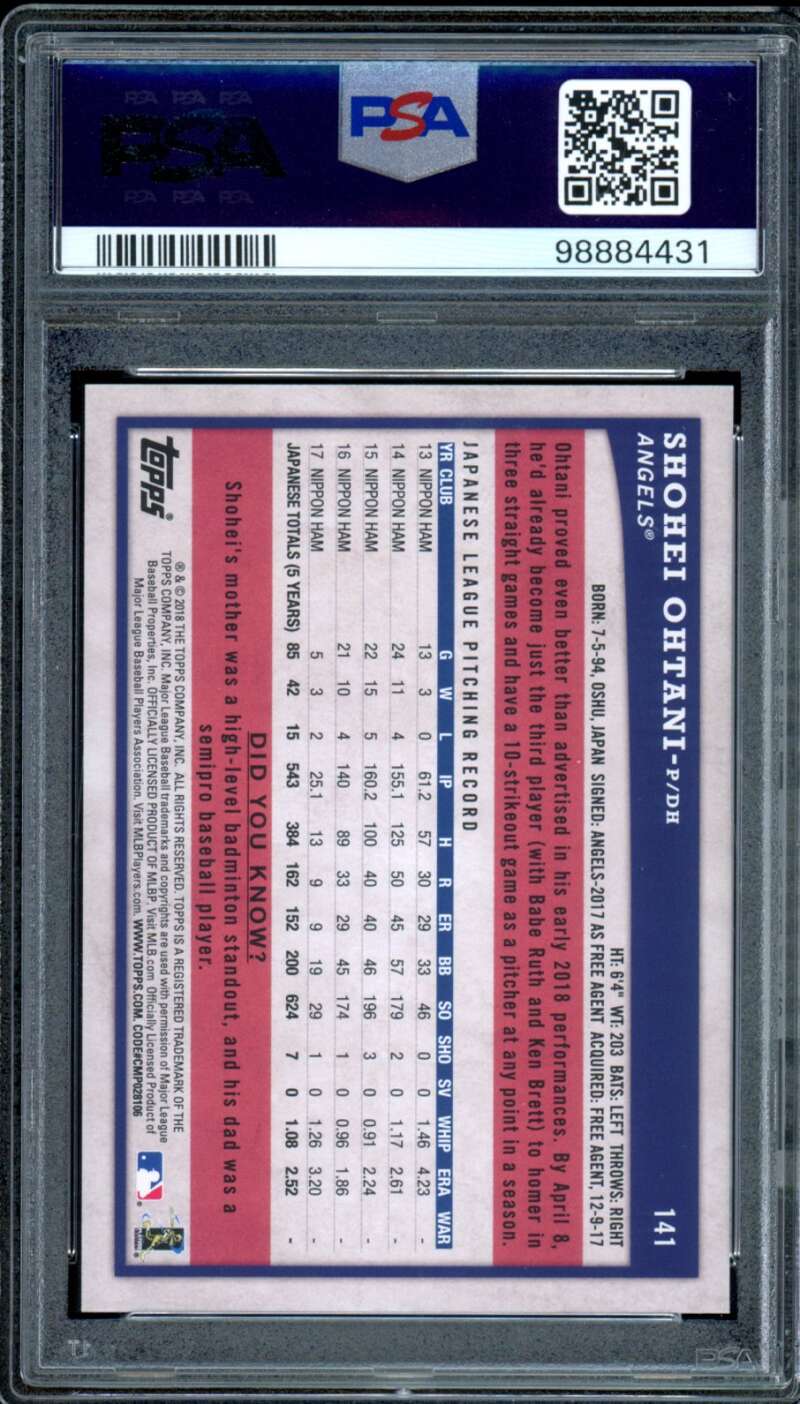 PSA PSA PSA
PSA
PSA PSA PSA
PSA
98884431
141
SHOHEI OHTANI-P/DH
ANGELS®
HT: 6'4" WT: 203 BATS: LEFT THROWS: RIGHT
BORN: 7-5-94, OSHU, JAPAN SIGNED: ANGELS-2017 AS FREE AGENT ACQUIRED: FREE AGENT, 12-9-17
Ohtani proved even better than advertised in his early 2018 performances. By April 8,
he'd already become just the third player (with Babe Ruth and Ken Brett) to homer in
three straight games and have a 10-strikeout game as a pitcher at any point in a season.
JAPANESE LEAGUE PITCHING RECORD
YR CLUB G W L IP H R ER BB SO SHO SV WHIP ERA WAR
13 NIPPON HAM 13 3 0 61.2 57 30 29 33 46 0 0 1.46 4.23 -
14 NIPPON HAM 24 11 4 155.1 125 50 45 57 179 2 0 1.17 2.61 -
15 NIPPON HAM 22 15 5 160.2 100 40 40 46 196 3 0 0.91 2.24 -
16 NIPPON HAM 21 10 4 140 89 33 29 45 174 1 0 0.96 1.86 -
17 NIPPON HAM 5 3 2 25.1 13 9 9 19 29 1 0 1.26 3.20 -
JAPANESE TOTALS (5 YEARS) 85 42 15 543 384 162 152 200 624 7 0 1.08 2.52 -
DID YOU KNOW?
Shohei's mother was a high-level badminton standout, and his dad was a
semipro baseball player.
topps®
® & © 2018 THE TOPPS COMPANY, INC. ALL RIGHTS RESERVED. TOPPS IS A REGISTERED TRADEMARK OF THE
TOPPS COMPANY, INC. Major League Baseball trademarks and copyrights are used with permission of Major League
Baseball Properties, Inc. OFFICIALLY LICENSED PRODUCT OF MLBP. Visit MLB.com Officially Licensed Product of
Major League Baseball Players Association. Visit MLBPlayers.com. WWW.TOPPS.COM. CODE#CMP028106
PSA